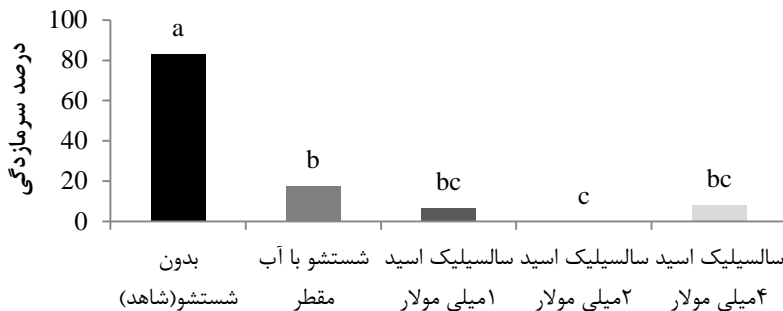 درصد سرمازدگی
100
80
60
40
20
0
a
b
bc
c
bc
بدون
شستشو(شاهد)
شستشو با آب
مقطر
سالسیلیک اسید
۱میلی مولار
سالسیلیک اسید
۲میلی مولار
سالسیلیک اسید
۴میلی مولار